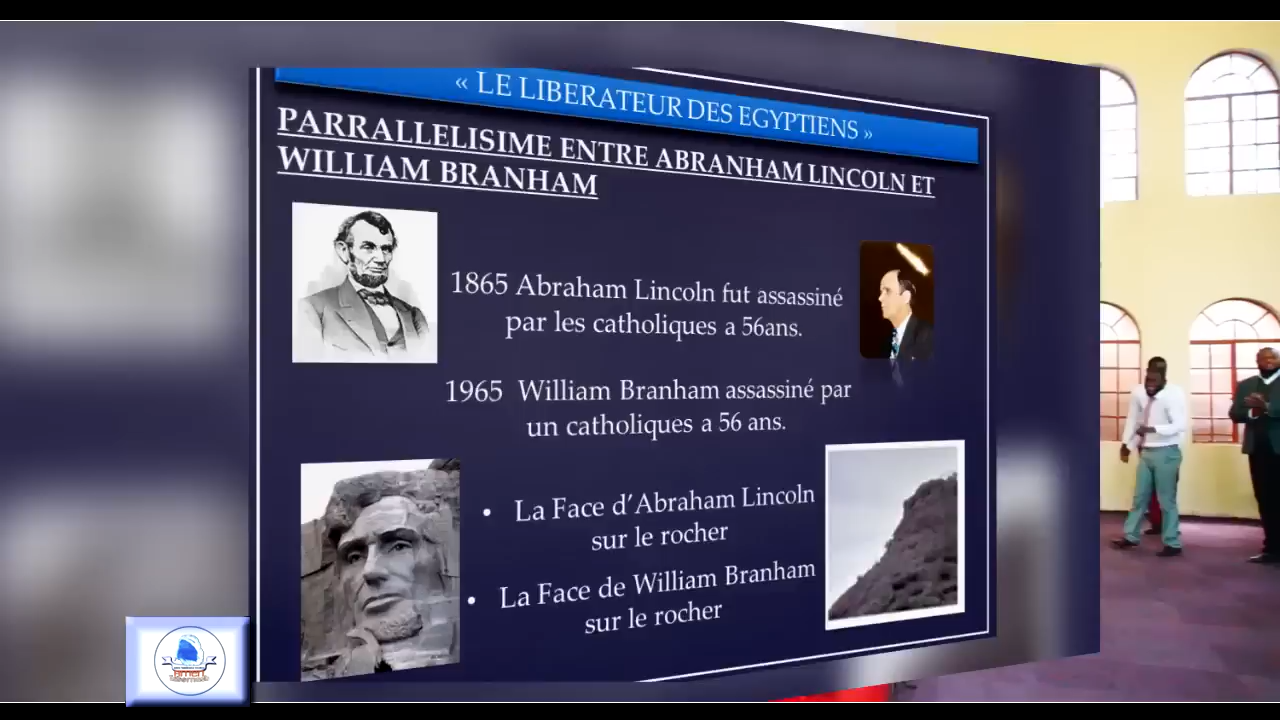 « LE LIBERATEUR DES EGYPTIENS »
PARRALLELISIME ENTRE ABRANHAM LINCOLN ET
WILLIAM BRANHAM
1865 Abraham Lincoln fut assassiné
par les catholiques a 56ans.
1965 William Branham assassiné par
un catholiques a 56 ans.
• La Face d'Abraham Lincoln
sur le rocher
• La Face de William Branham
sur le rocher